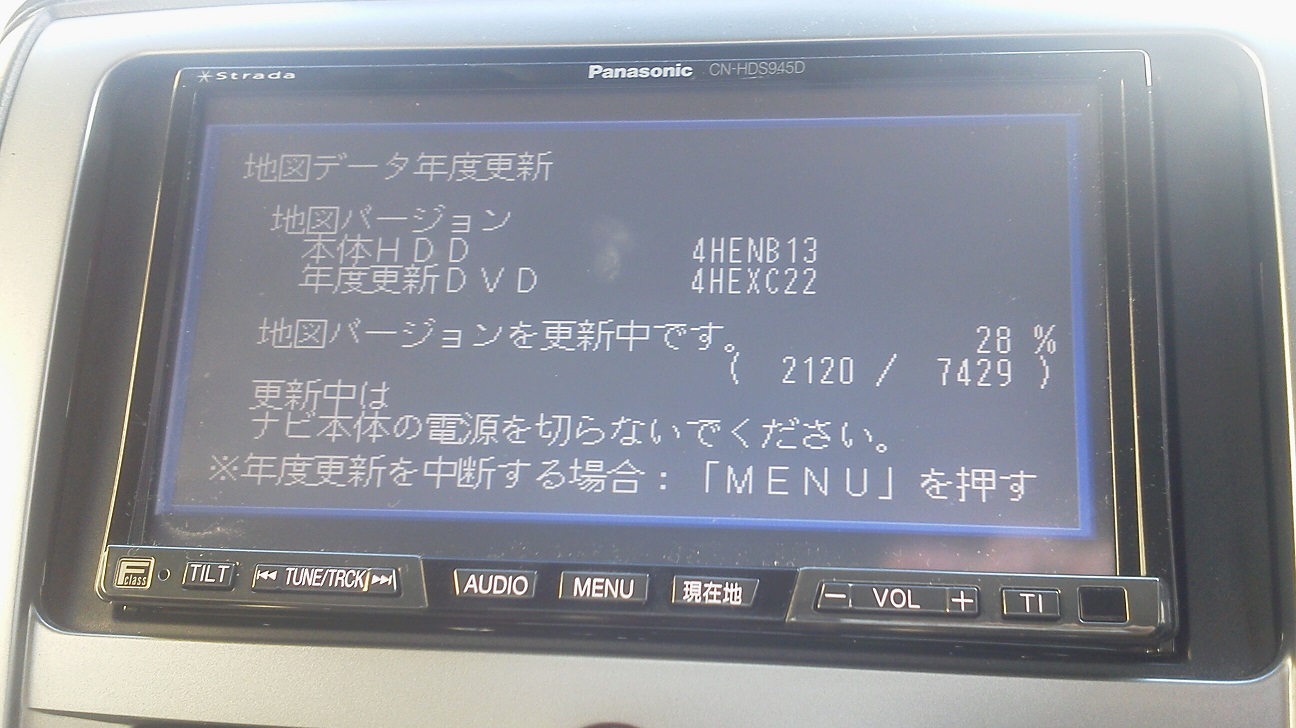 Strada
Panasonic CN-HDS945D
地図データ年度更新
地図バージョン
本体ＨＤＤ 4HENB13
年度更新ＤＶＤ 4HEXC22
地図バージョンを更新中です。 28 %
( 2120 / 7429 )
更新中は
ナビ本体の電源を切らないでください。
※年度更新を中断する場合：「ＭＥＮＵ」を押す
F class TILT TUNE/TRCK AUDIO MENU 現在地 － VOL ＋ TI